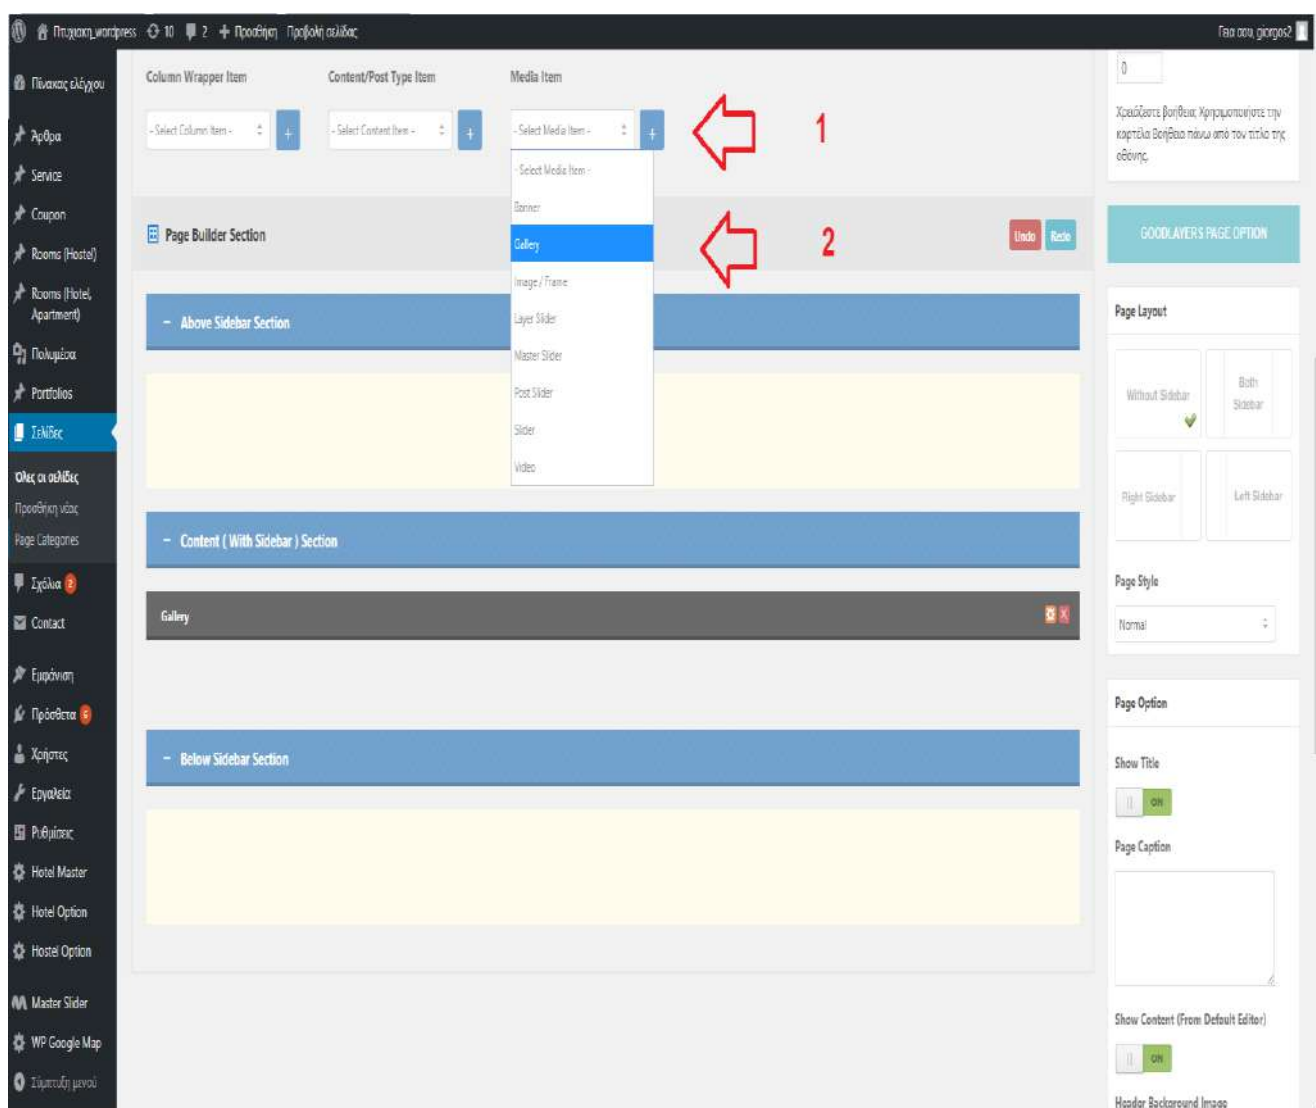 Πτυχιακη_wordpress 10 2 + Προσθήκη Προβολή σελίδας
Γεια σου, giorgos2
Πίνακας ελέγχου
Άρθρα
Service
Coupon
Rooms (Hostel)
Rooms (Hotel,
Apartment)
Πολυμέσα
Portfolios
Σελίδες
Όλες οι σελίδες
Προσθήκη νέας
Page Categories
Σχόλια 2
Contact
Εμφάνιση
Πρόσθετα 6
Χρήστες
Εργαλεία
Ρυθμίσεις
Hotel Master
Hotel Option
Hostel Option
Master Slider
WP Google Map
Σύμπτυξη μενού
Column Wrapper Item
Content/Post Type Item
Media Item
- Select Column Item - +
- Select Content Item - +
- Select Media Item - +
1
- Select Media Item -
Banner
Gallery
2
Image / Frame
Layer Slider
Master Slider
Post Slider
Slider
Video
Page Builder Section
Undo Redo
− Above Sidebar Section
− Content ( With Sidebar ) Section
Gallery
− Below Sidebar Section
0
Χρειάζεστε βοήθεια; Χρησιμοποιήστε την
καρτέλα Βοήθεια πάνω από τον τίτλο της
οθόνης.
GOODLAYERS PAGE OPTION
Page Layout
Without Sidebar
Both
Sidebar
Right Sidebar
Left Sidebar
Page Style
Normal
Page Option
Show Title
ON
Page Caption
Show Content (From Default Editor)
ON
Header Background Image